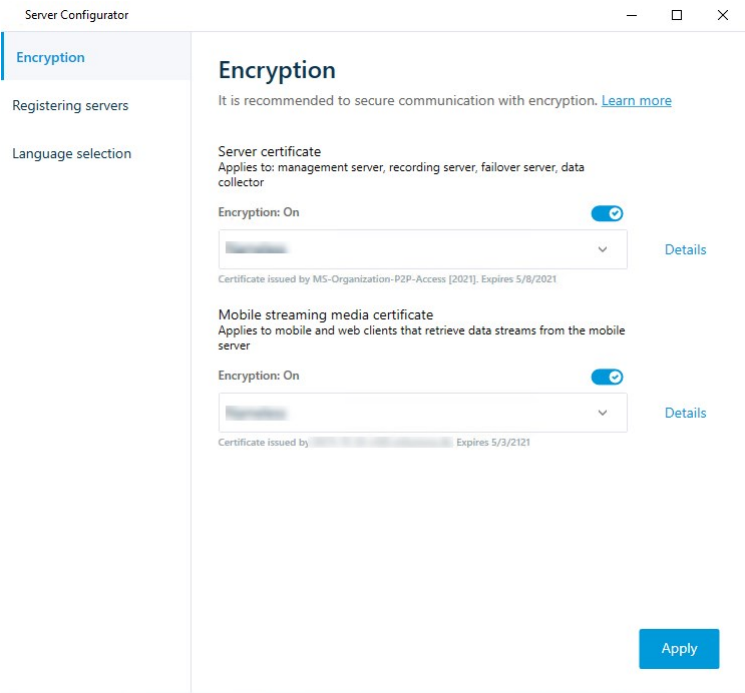 Server Configurator
Encryption
Registering servers
Language selection
Encryption
It is recommended to secure communication with encryption. Learn more
Server certificate
Applies to: management server, recording server, failover server, data
collector
Encryption: On
Details
Certificate issued by MS-Organization-P2P-Access [2021]. Expires 5/8/2021
Mobile streaming media certificate
Applies to mobile and web clients that retrieve data streams from the mobile
server
Encryption: On
Details
Certificate issued by Expires 5/3/2121
Apply